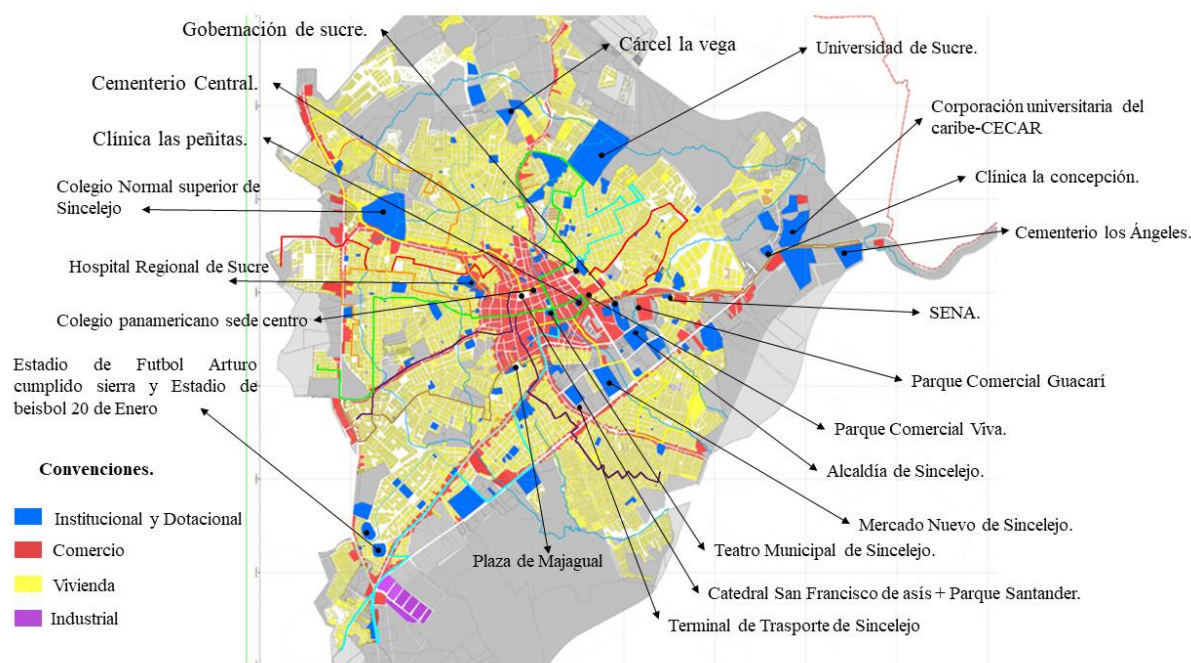 Gobernación de sucre.
Cárcel la vega
Universidad de Sucre.
Cementerio Central.
Corporación universitaria del
caribe-CECAR
Clínica las peñitas.
Clínica la concepción.
Colegio Normal superior de
Sincelejo
Cementerio los Ángeles.
Hospital Regional de Sucre
Colegio panamericano sede centro
SENA.
Estadio de Futbol Arturo
cumplido sierra y Estadio de
beisbol 20 de Enero
Parque Comercial Guacarí
Parque Comercial Viva.
Alcaldía de Sincelejo.
Mercado Nuevo de Sincelejo.
Teatro Municipal de Sincelejo.
Plaza de Majagual
Catedral San Francisco de asís + Parque Santander.
Terminal de Trasporte de Sincelejo
Convenciones.
Institucional y Dotacional
Comercio
Vivienda
Industrial